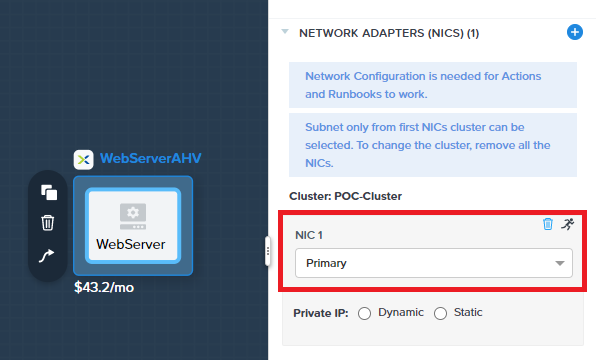 WebServerAHV
WebServer
$43.2/mo
NETWORK ADAPTERS (NICS) (1)
Network Configuration is needed for Actions
and Runbooks to work.
Subnet only from first NICs cluster can be
selected. To change the cluster, remove all the
NICs.
Cluster: POC-Cluster
NIC 1
Primary
Private IP: Dynamic Static